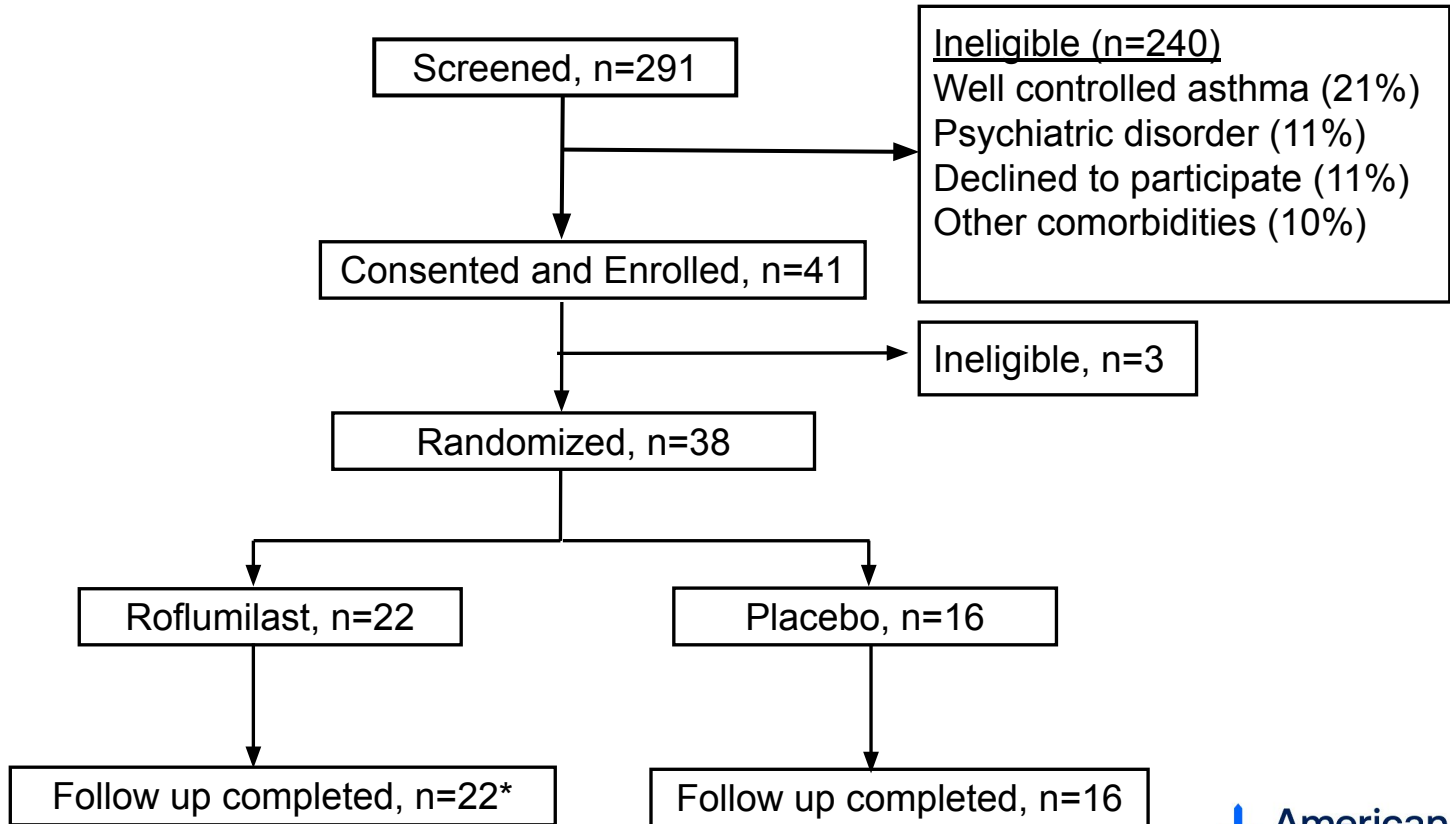 Screened, n=291
Ineligible (n=240)
Well controlled asthma (21%)
Psychiatric disorder (11%)
Declined to participate (11%)
Other comorbidities (10%)
Consented and Enrolled, n=41
Ineligible, n=3
Randomized, n=38
Roflumilast, n=22
Placebo, n=16
Follow up completed, n=22*
Follow up completed, n=16
American